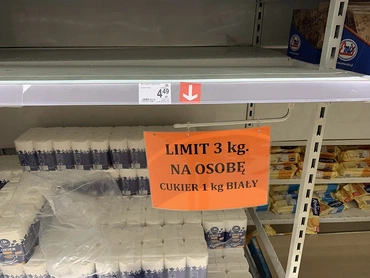 4 49
LIMIT 3 kg.
NA OSOBĘ
CUKIER 1 kg BIAŁY